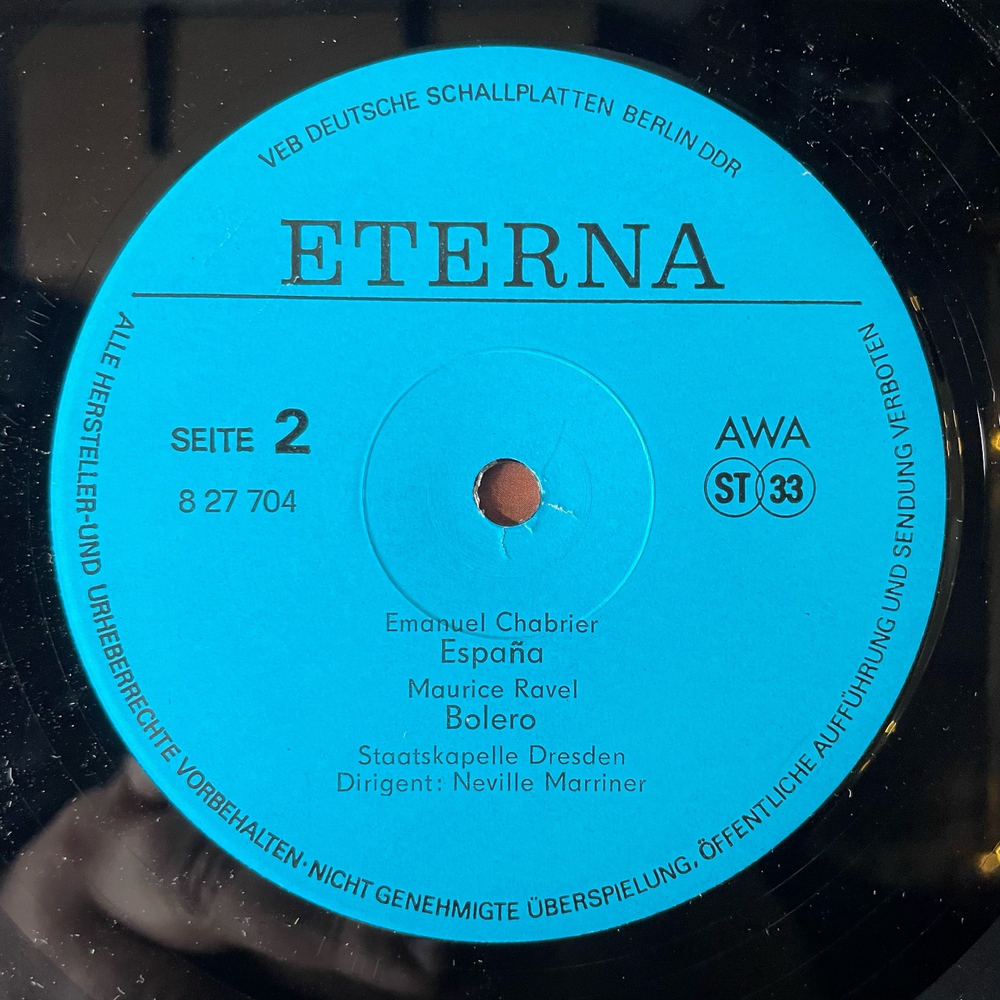 VEB DEUTSCHE SCHALLPLATTEN BERLIN DDR
ETERNA
SEITE 2
8 27 704
AWA
ST 33
Emanuel Chabrier
España
Maurice Ravel
Bolero
Staatskapelle Dresden
Dirigent: Neville Marriner
ALLE HERSTELLER-UND URHEBERRECHTE VORBEHALTEN·NICHT GENEHMIGTE ÜBERSPIELUNG, ÖFFENTLICHE AUFFÜHRUNG UND SENDUNG VERBOTEN